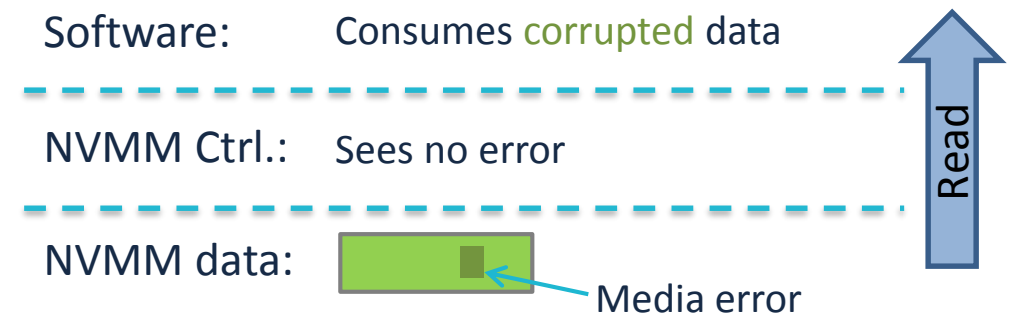 Software: Consumes corrupted data
NVMM Ctrl.: Sees no error
Read
NVMM data:
Media error